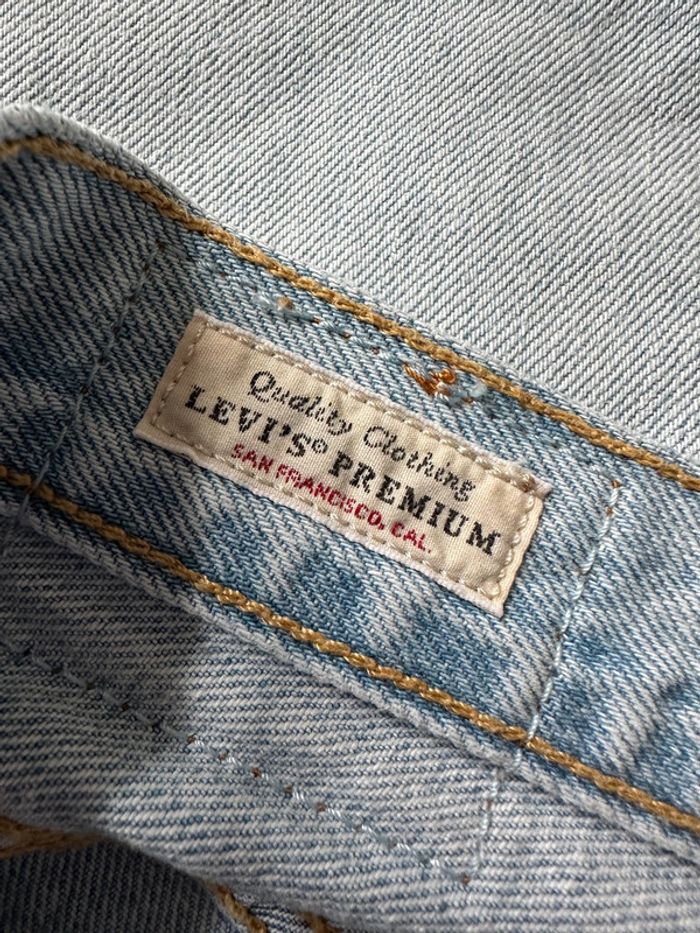 Quality Clothing
LEVI'S® PREMIUM
SAN FRANCISCO, CAL.